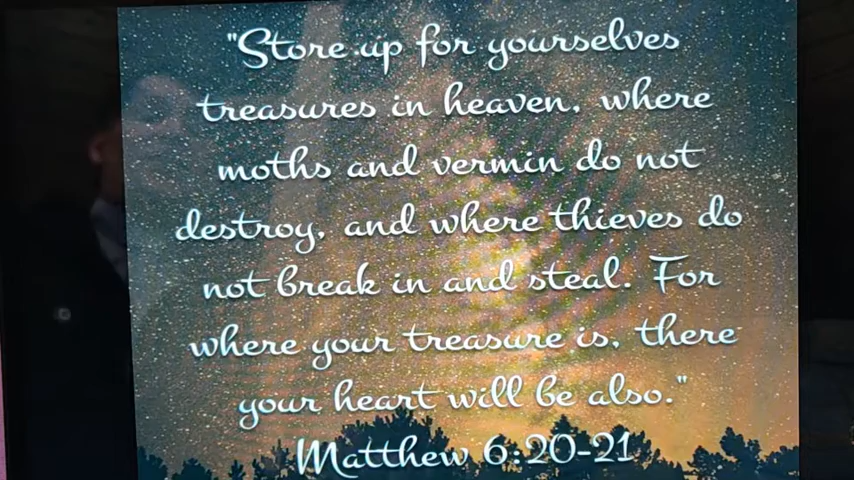 "Store up for yourselves
treasures in heaven, where
moths and vermin do not
destroy, and where thieves do
not break in and steal. For
where your treasure is, there
your heart will be also."
Matthew 6:20-21